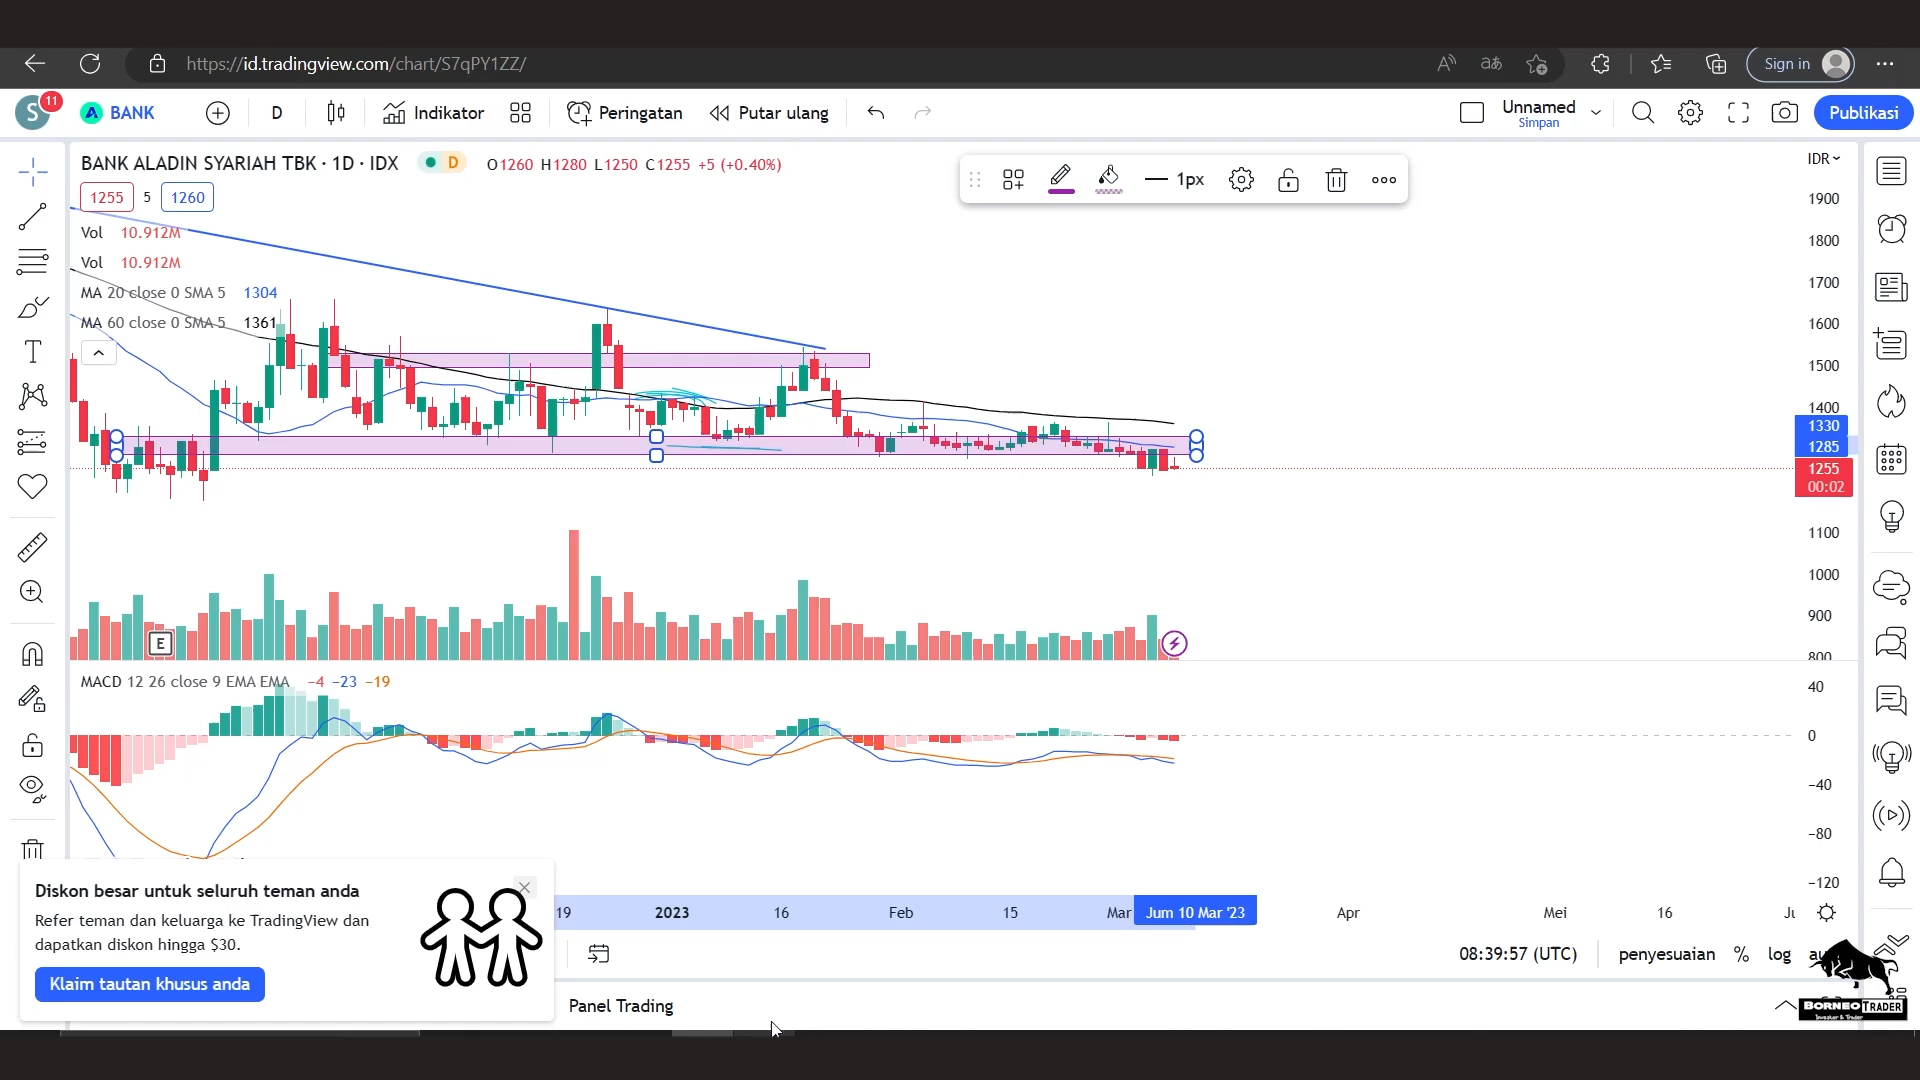 https://id.tradingview.com/chart/S7qPY1ZZ/
A
aあ
Sign in
S
11
BANK
D
Indikator
Peringatan
Putar ulang
Unnamed
Simpan
Publikasi
BANK ALADIN SYARIAH TBK · 1D · IDX
D
O1260 H1280 L1250 C1255 +5 (+0.40%)
1255 5 1260
Vol 10.912M
Vol 10.912M
MA 20 close 0 SMA 5 1304
MA 60 close 0 SMA 5 1361
1px
IDR
1900
1800
1700
1600
1500
1400
1330
1285
1255
00:02
1100
1000
900
800
E
MACD 12 26 close 9 EMA EMA −4 −23 −19
40
0
−40
−80
−120
19 2023 16 Feb 15 Mar Jum 10 Mar '23 Apr Mei 16
Diskon besar untuk seluruh teman anda
Refer teman dan keluarga ke TradingView dan
dapatkan diskon hingga $30.
Klaim tautan khusus anda
08:39:57 (UTC)
penyesuaian % log
Panel Trading
BORNEO TRADER
Investor & Trader